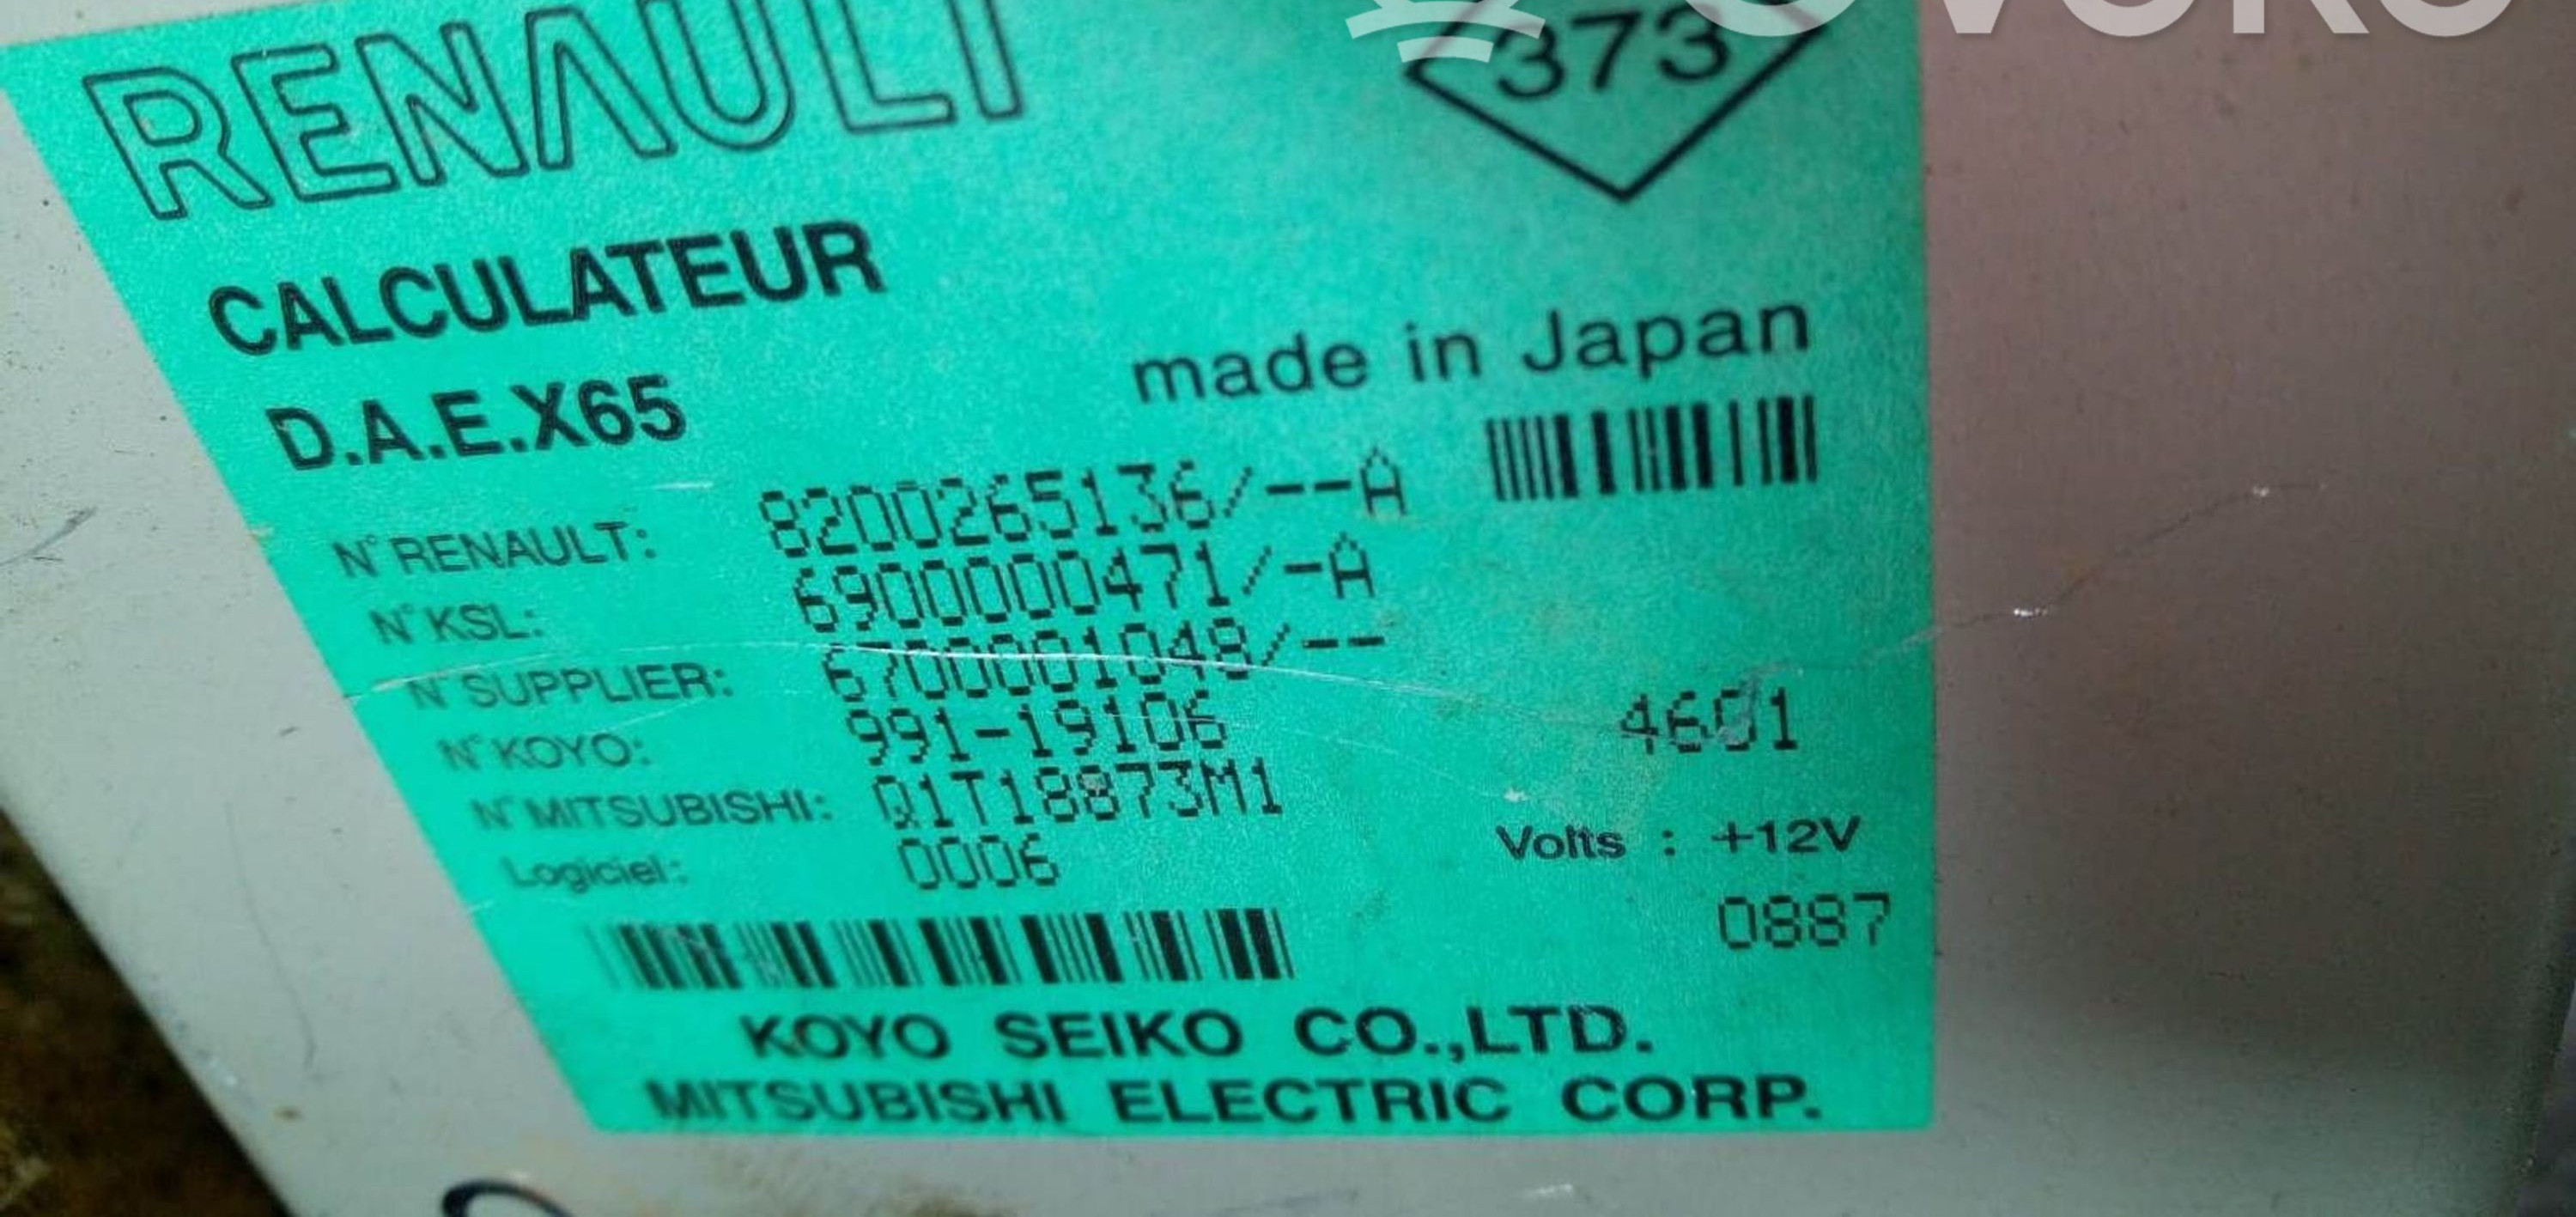 RENAULT
373
CALCULATEUR
D.A.E.X65
made in Japan
N°RENAULT: 8200265136/--A
N°KSL: 6900000471/-A
N°SUPPLIER: 6700001048/--
N°KOYO: 991-19106
4601
N°MITSUBISHI: Q1T18873M1
Logiciel: 0006
Volts : +12V
0887
KOYO SEIKO CO.,LTD.
MITSUBISHI ELECTRIC CORP.